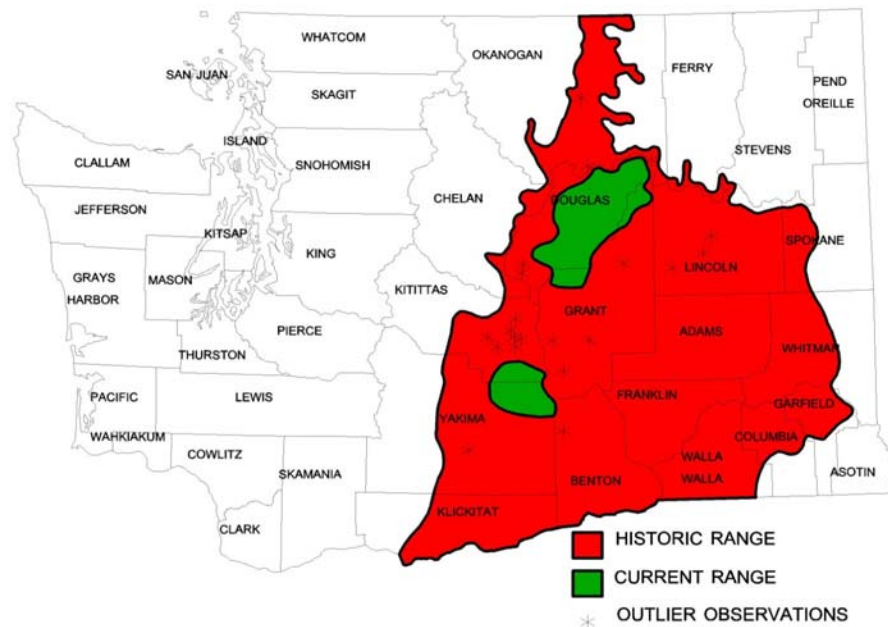 WHATCOM
OKANOGAN
FERRY
PEND
OREILLE
SAN JUAN
SKAGIT
ISLAND
STEVENS
CLALLAM
SNOHOMISH
CHELAN
DOUGLAS
JEFFERSON
KITSAP
KING
SPOKANE
LINCOLN
GRAYS
HARBOR
MASON
KITITTAS
GRANT
PIERCE
ADAMS
THURSTON
WHITMAN
PACIFIC
LEWIS
FRANKLIN
GARFIELD
YAKIMA
WAHKIAKUM
COLUMBIA
COWLITZ
WALLA
WALLA
SKAMANIA
BENTON
ASOTIN
KLICKITAT
CLARK
HISTORIC RANGE
CURRENT RANGE
OUTLIER OBSERVATIONS